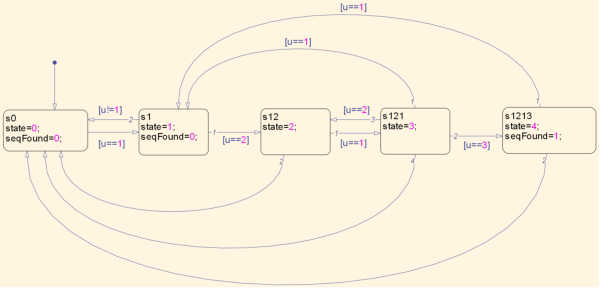 [u==1]
[u==1]
s0
state=0;
seqFound=0;
[u!=1]
2
[u==1]
s1
state=1;
seqFound=0;
1
[u==2]
s12
state=2;
2
[u==2]
3
1
[u==1]
1
s121
state=3;
4
2
[u==3]
1
s1213
state=4;
seqFound=1;
2